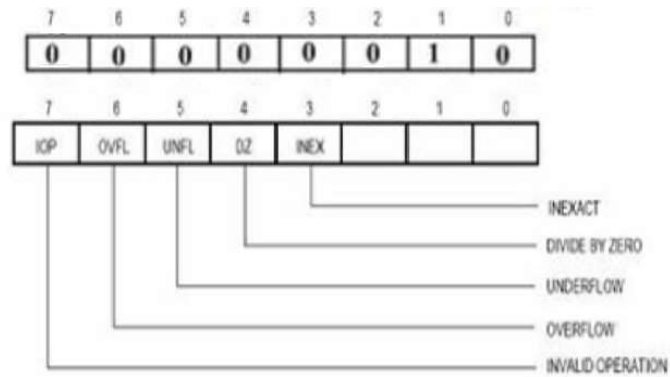 7 6 5 4 3 2 1 0
0 0 0 0 0 0 1 0
7 6 5 4 3 2 1 0
IOP OVFL UNFL DZ INEX
INEXACT
DIVIDE BY ZERO
UNDERFLOW
OVERFLOW
INVALID OPERATION